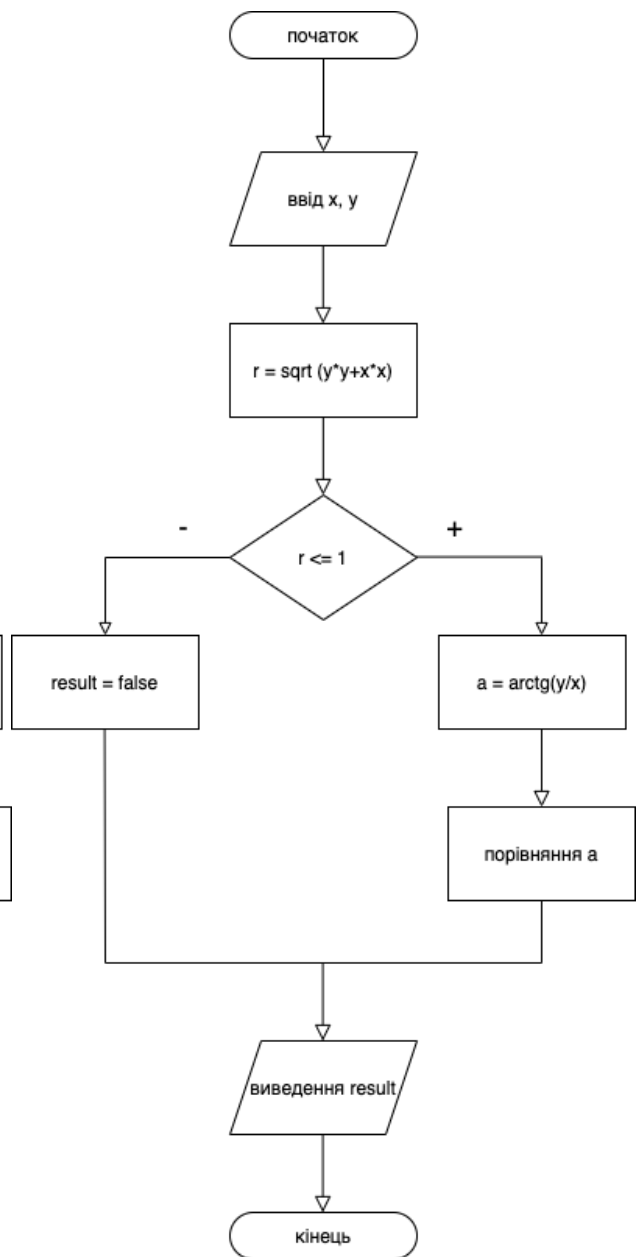 початок
ввід x, y
r = sqrt (y*y+x*x)
-
+
r <= 1
result = false
a = arctg(y/x)
порівняння a
виведення result
кінець